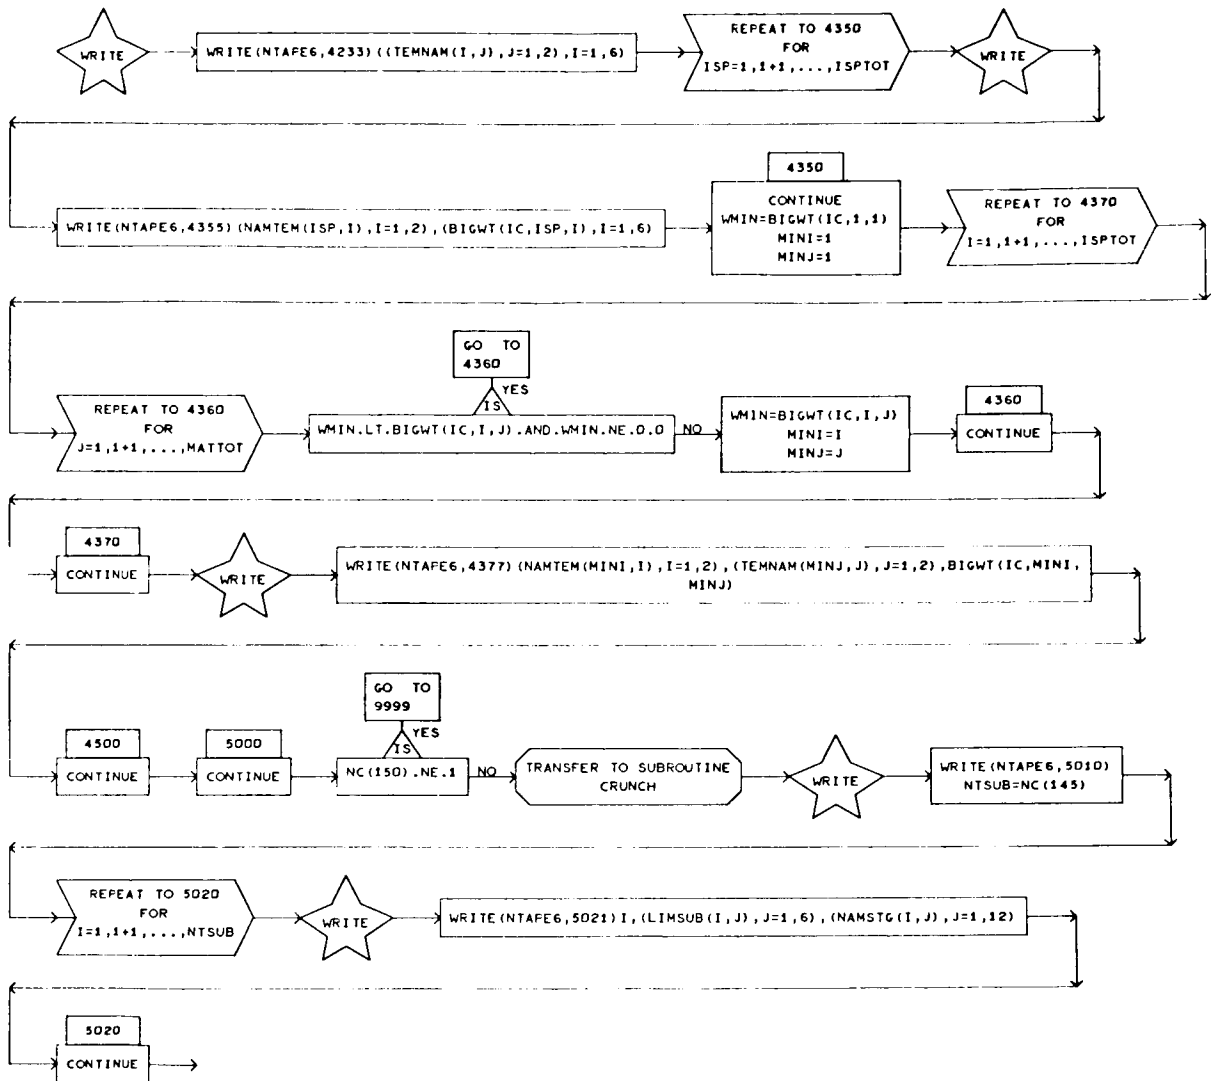 WRITE
WRITE(NTAPE6,4233)((TEMNAM(I,J),J=1,2),I=1,6)
REPEAT TO 4350
FOR
ISP=1,1+1,...,ISPTOT
WRITE
WRITE(NTAPE6,4355)(NAMTEM(ISP,I),I=1,2),(BIGWT(IC,ISP,I),I=1,6)
4350
CONTINUE
WMIN=BIGWT(IC,1,1)
MINI=1
MINJ=1
REPEAT TO 4370
FOR
I=1,1+1,...,ISPTOT
REPEAT TO 4360
FOR
J=1,1+1,...,MATTOT
GO TO
4360
YES
IS
WMIN.LT.BIGWT(IC,I,J).AND.WMIN.NE.0.0
NO
WMIN=BIGWT(IC,I,J)
MINI=I
MINJ=J
4360
CONTINUE
4370
CONTINUE
WRITE
WRITE(NTAPE6,4377)(NAMTEM(MINI,I),I=1,2),(TEMNAM(MINJ,J),J=1,2),BIGWT(IC,MINI,
MINJ)
4500
CONTINUE
5000
CONTINUE
GO TO
9999
YES
IS
NC(150).NE.1
NO
TRANSFER TO SUBROUTINE
CRUNCH
WRITE
WRITE(NTAPE6,5010)
NTSUB=NC(145)
REPEAT TO 5020
FOR
I=1,1+1,...,NTSUB
WRITE
WRITE(NTAPE6,5021)I,(LIMSUB(I,J),J=1,6),(NAMSTG(I,J),J=1,12)
5020
CONTINUE